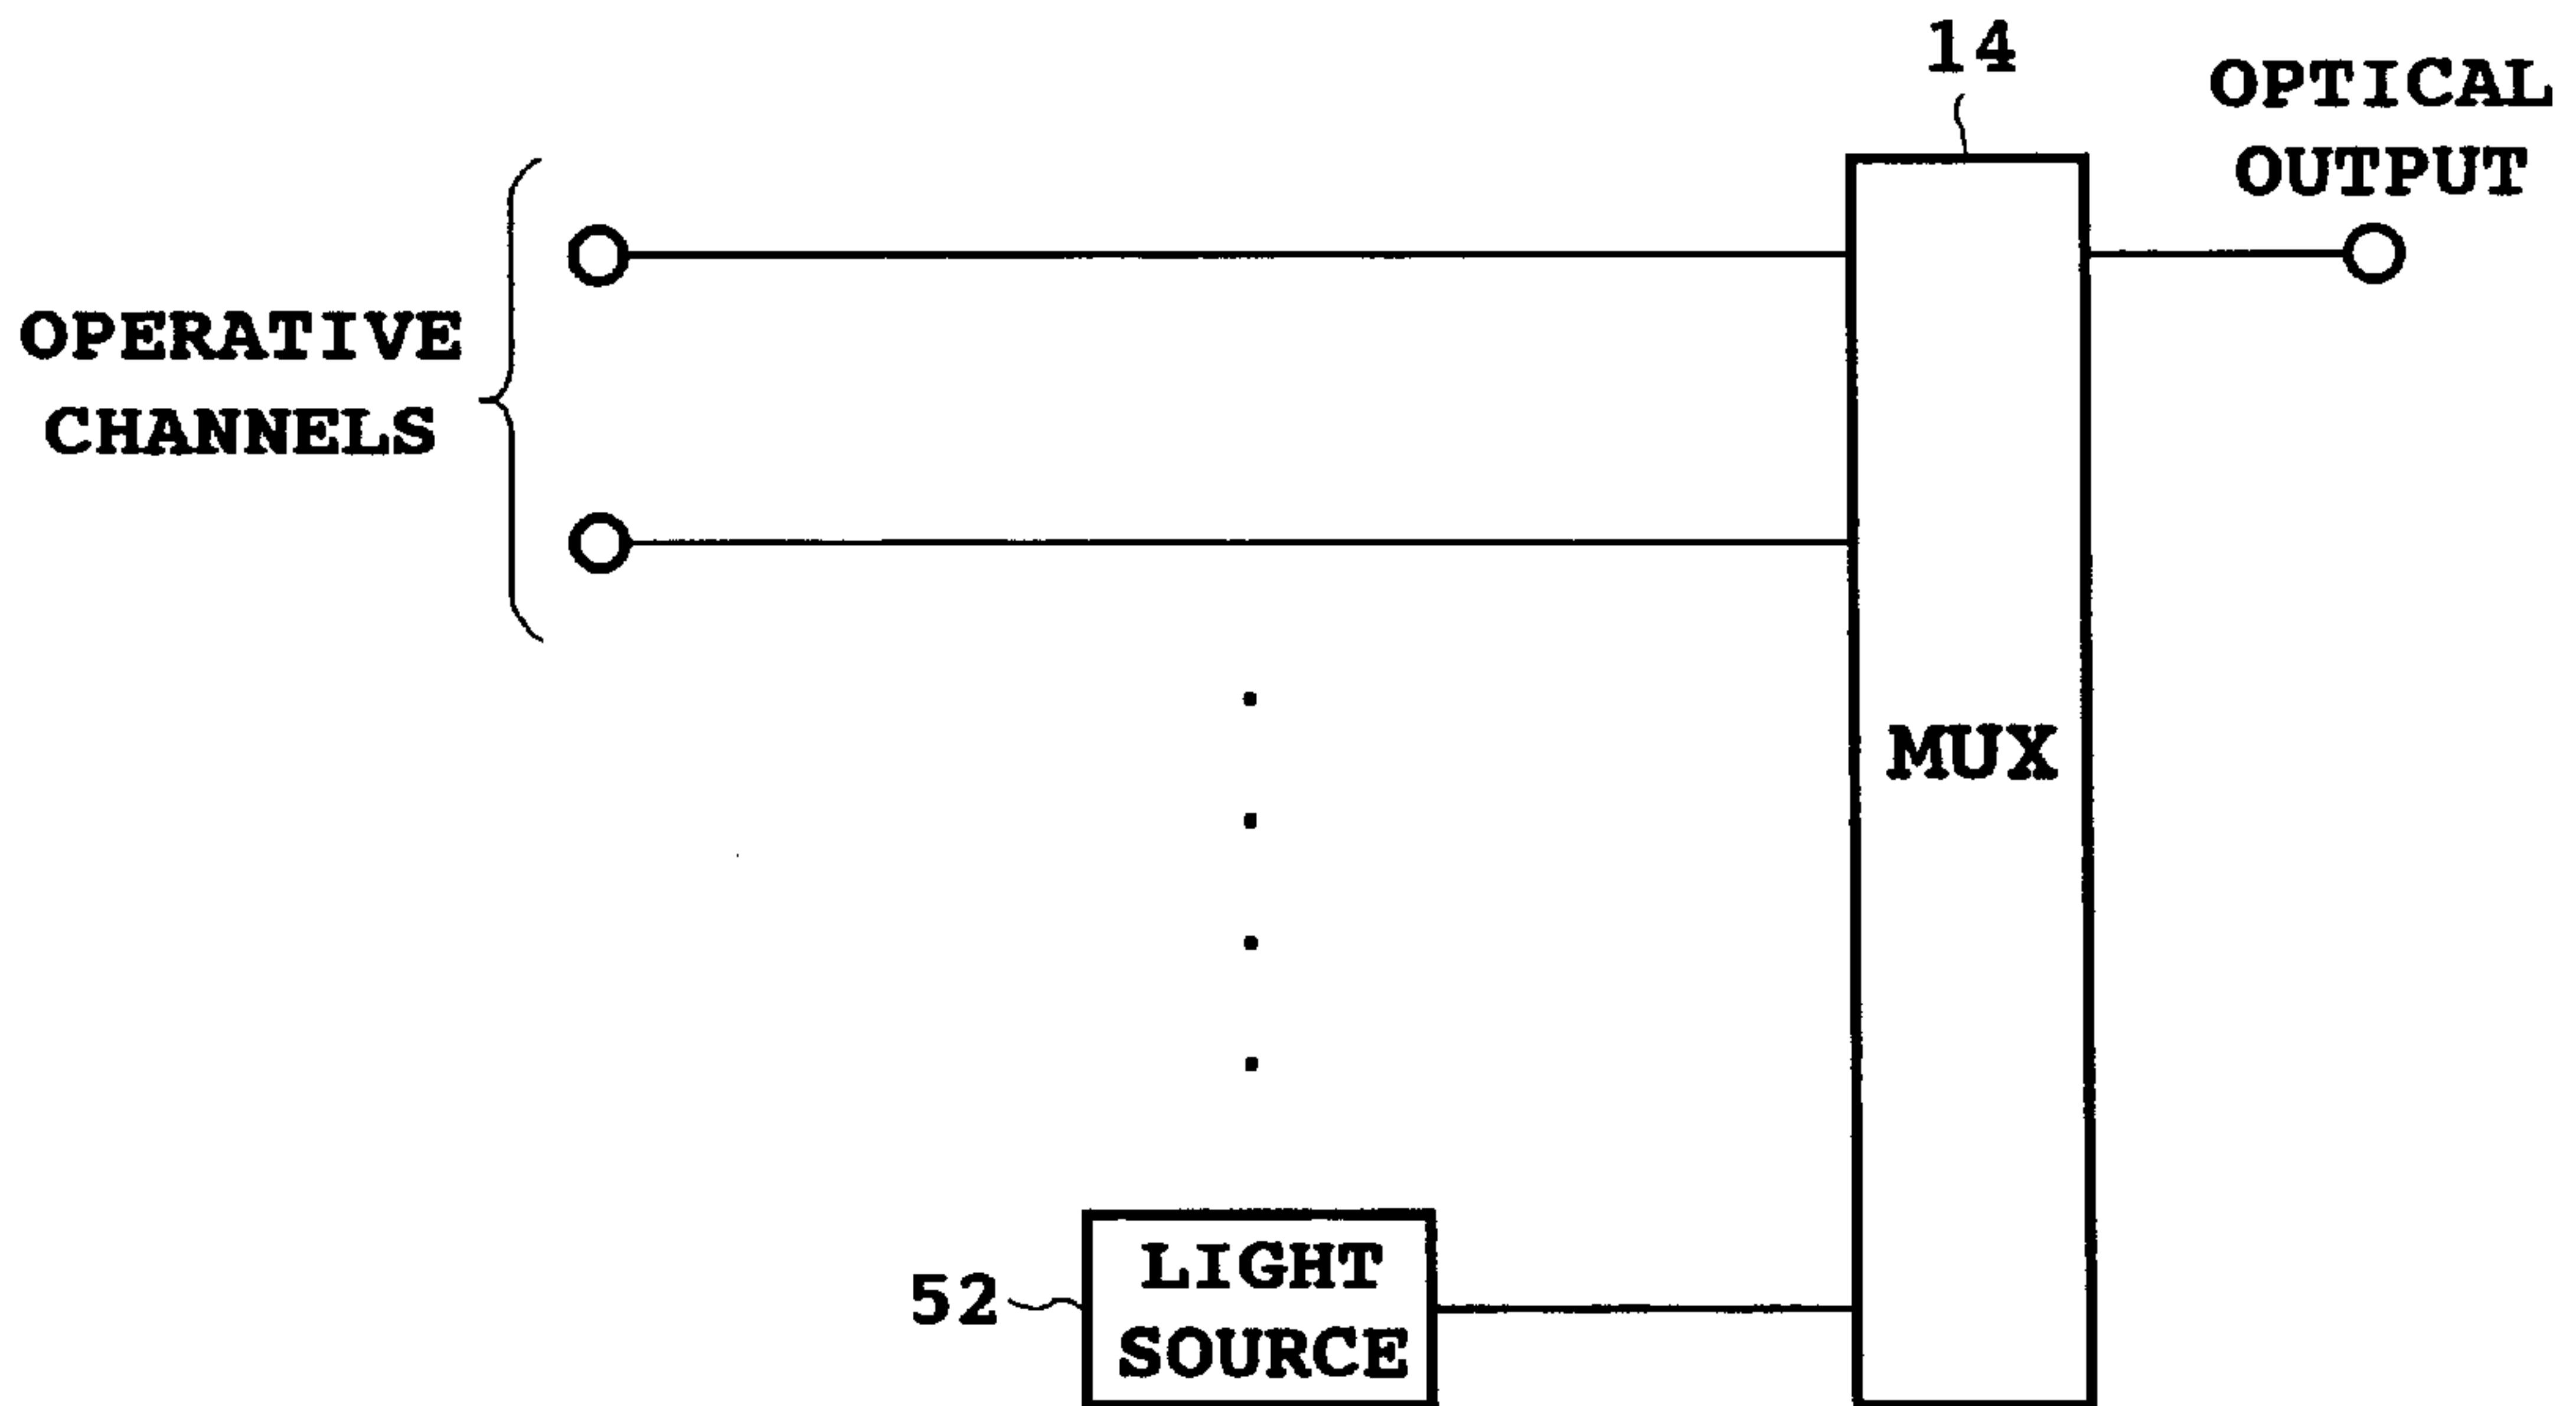 14
OPTICAL
OUTPUT
OPERATIVE
CHANNELS
MUX
52
LIGHT
SOURCE